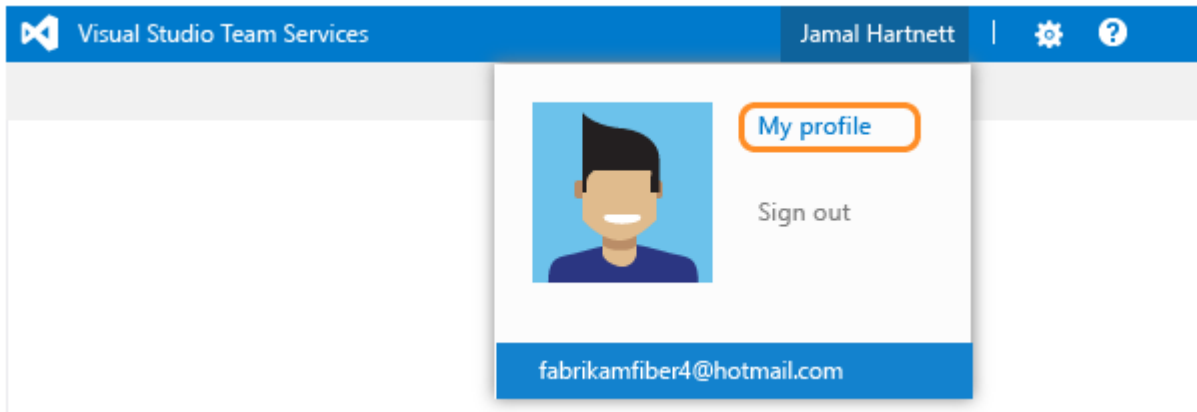 Visual Studio Team Services
Jamal Hartnett
My profile
Sign out
fabrikamfiber4@hotmail.com